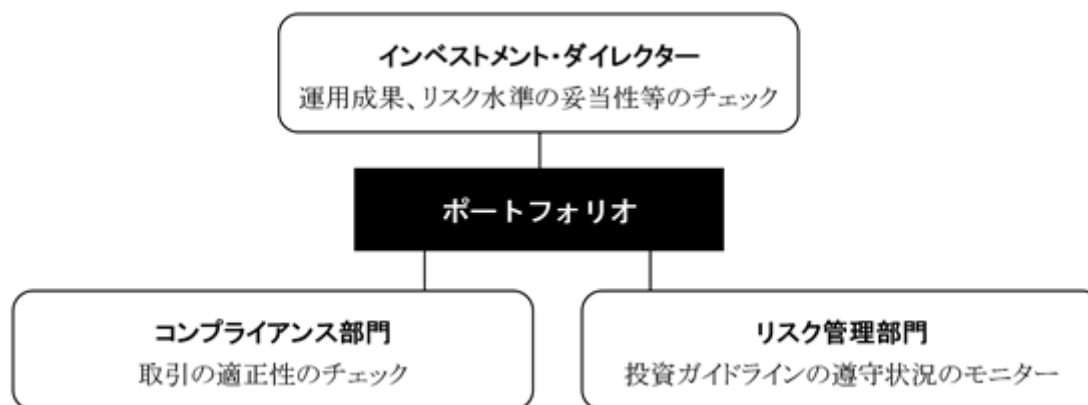 インベストメント・ダイレクター
運用成果、リスク水準の妥当性等のチェック
ポートフォリオ
コンプライアンス部門
取引の適正性のチェック
リスク管理部門
投資ガイドラインの遵守状況のモニター